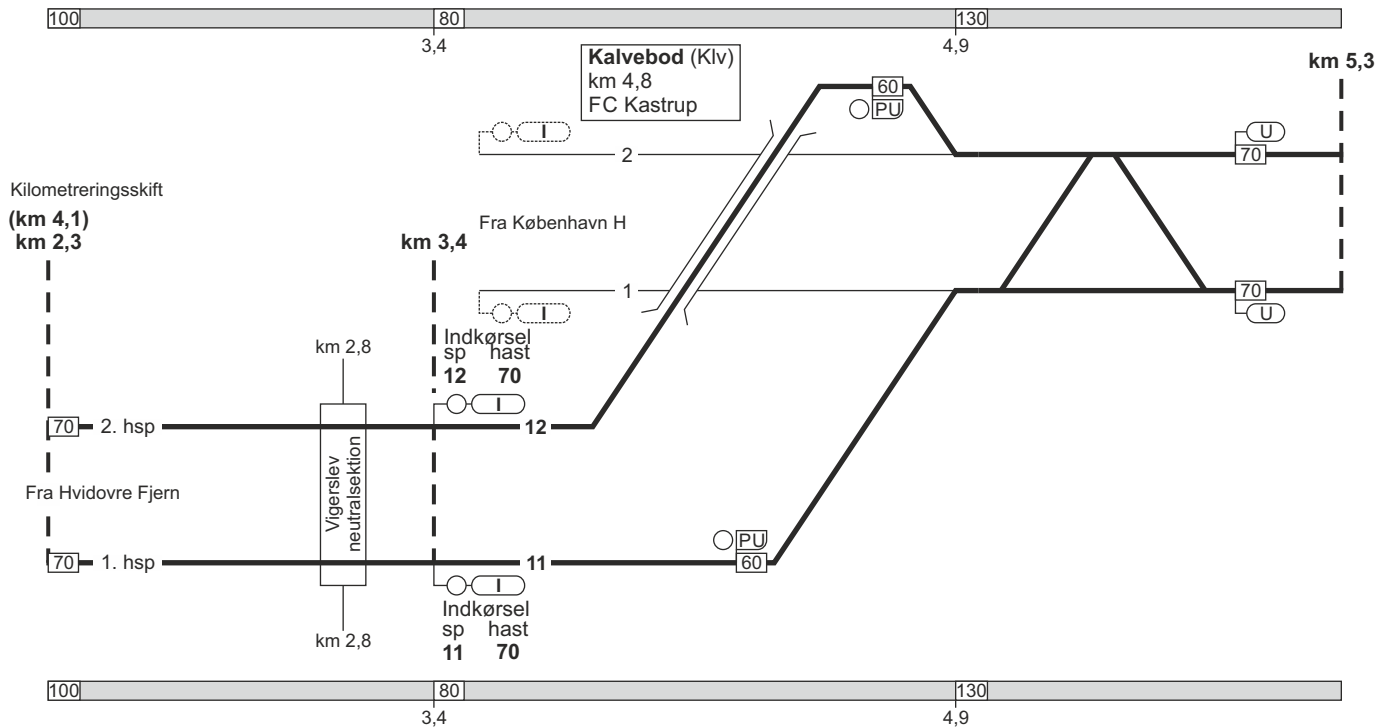 100
80
130
3,4
4,9
Kalvebod (Klv)
km 4,8
FC Kastrup
km 5,3
60
PU
I
U
2
70
Kilometreringsskift
(km 4,1)
km 2,3
Fra København H
km 3,4
1
70
I
U
Indkørsel
sp hast
12 70
km 2,8
I
70
2. hsp
12
Vigerslev
neutralsektion
Fra Hvidovre Fjern
PU
70
1. hsp
11
60
I
Indkørsel
sp hast
11 70
km 2,8
100
80
130
3,4
4,9